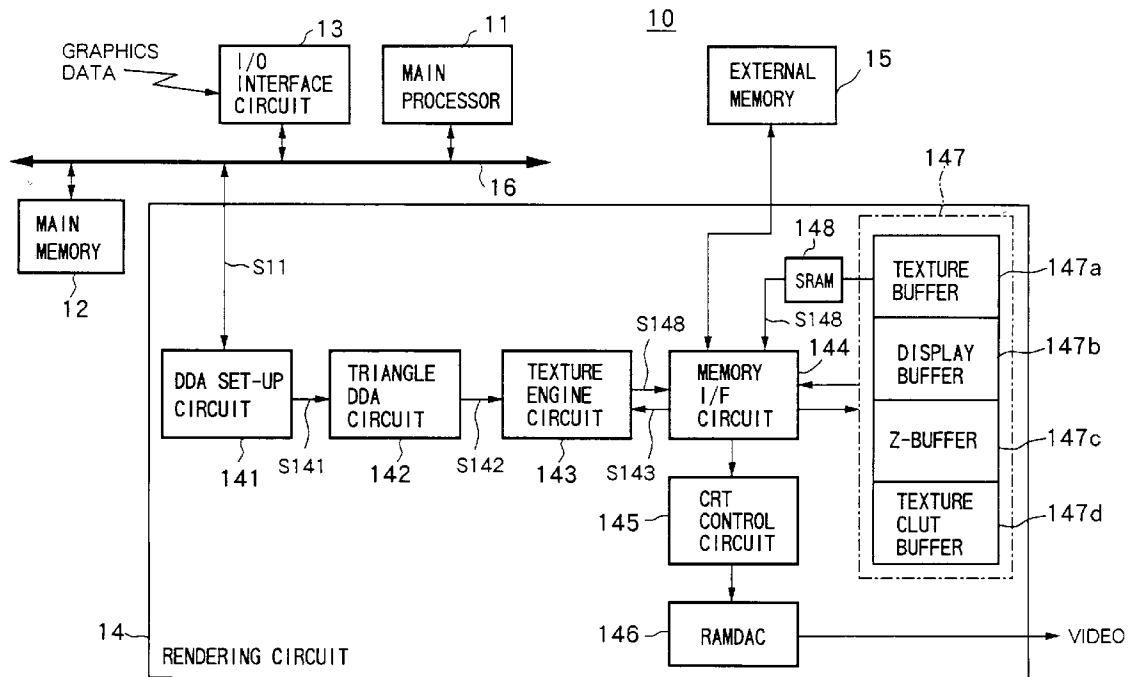 10
GRAPHICS
DATA
13
I/O
INTERFACE
CIRCUIT
11
MAIN
PROCESSOR
EXTERNAL
MEMORY
15
16
MAIN
MEMORY
12
S11
147
148
SRAM
S148
TEXTURE
BUFFER
147a
DISPLAY
BUFFER
147b
Z-BUFFER
147c
TEXTURE
CLUT
BUFFER
147d
DDA SET-UP
CIRCUIT
141
S141
TRIANGLE
DDA
CIRCUIT
142
S142
TEXTURE
ENGINE
CIRCUIT
143
S148
S143
MEMORY
I/F
CIRCUIT
144
CRT
CONTROL
CIRCUIT
145
RAMDAC
146
VIDEO
14
RENDERING CIRCUIT